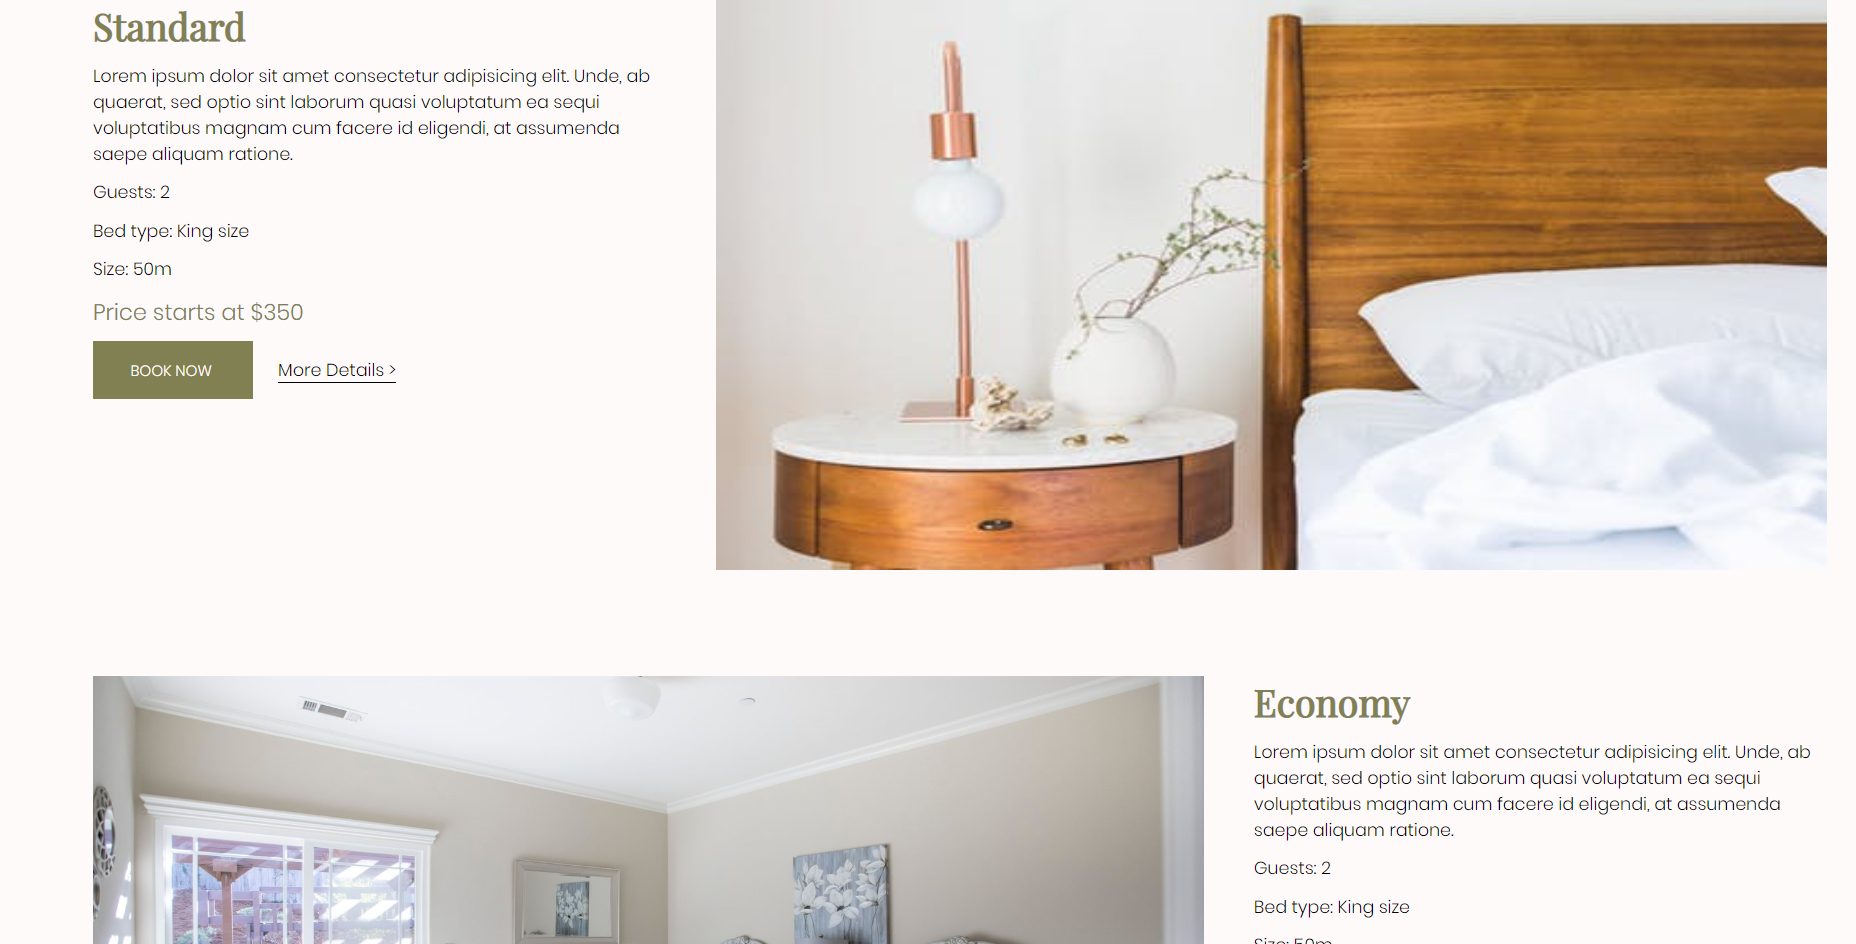 Standard
Lorem ipsum dolor sit amet consectetur adipisicing elit. Unde, ab
quaerat, sed optio sint laborum quasi voluptatum ea sequi
voluptatibus magnam cum facere id eligendi, at assumenda
saepe aliquam ratione.
Guests: 2
Bed type: King size
Size: 50m
Price starts at $350
BOOK NOW
More Details >
Economy
Lorem ipsum dolor sit amet consectetur adipisicing elit. Unde, ab
quaerat, sed optio sint laborum quasi voluptatum ea sequi
voluptatibus magnam cum facere id eligendi, at assumenda
saepe aliquam ratione.
Guests: 2
Bed type: King size
Size: 50m